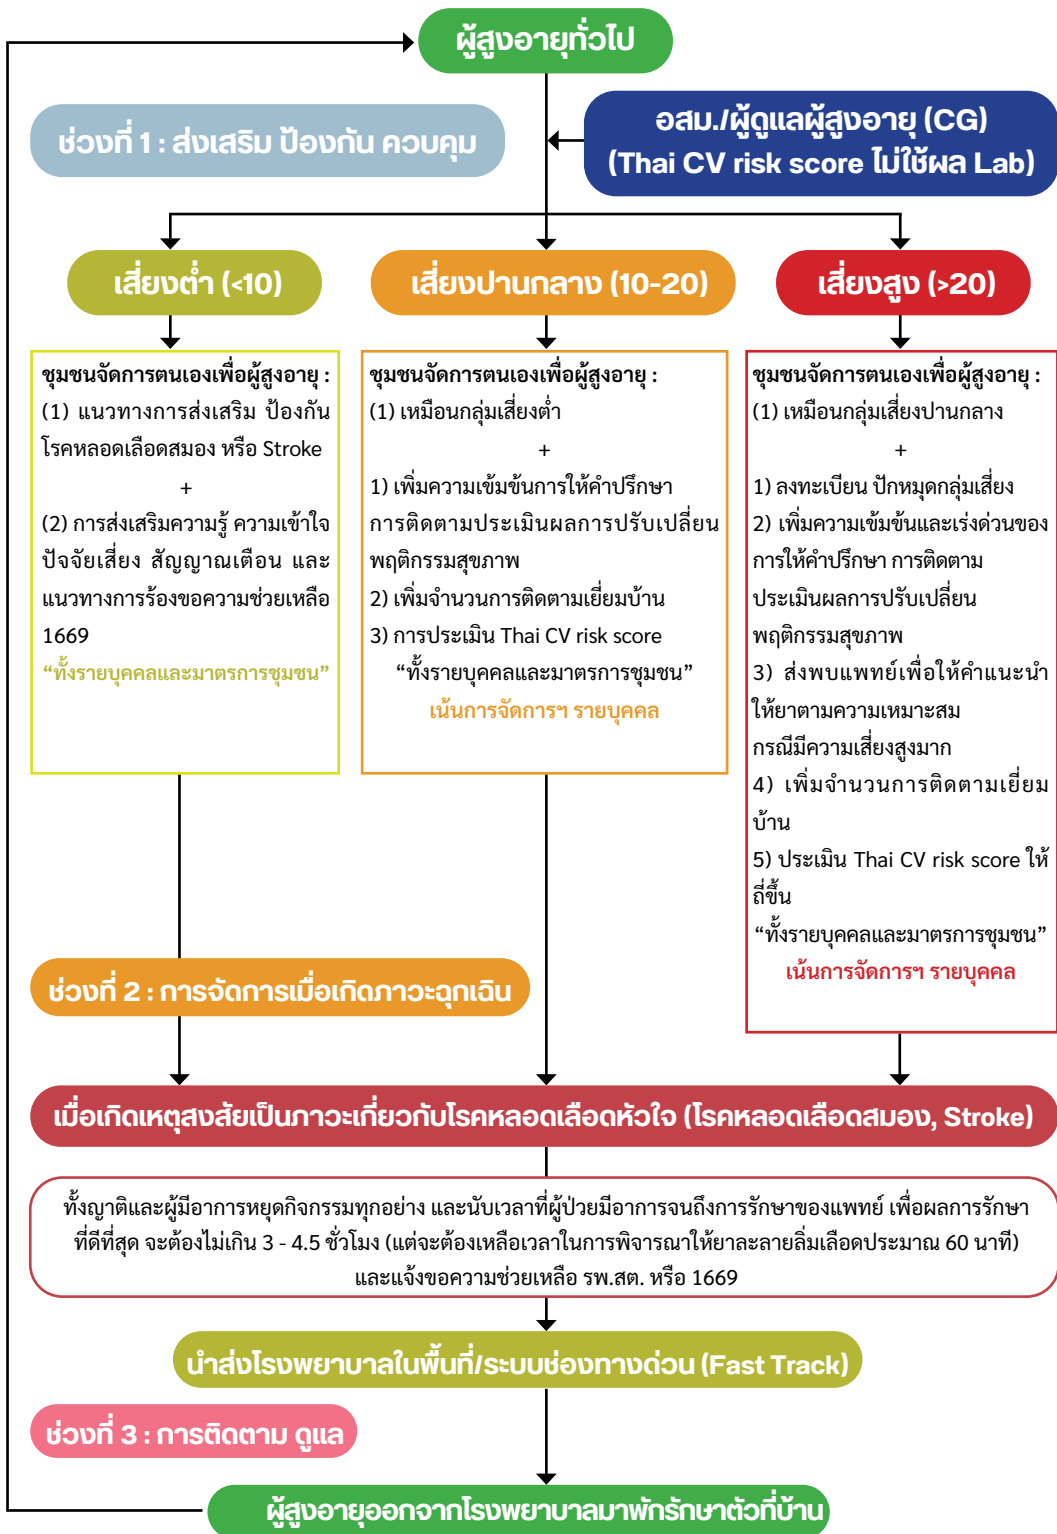 ผู้สูงอายุทั่วไป
ช่วงที่ 1 : ส่งเสริม ป้องกัน ควบคุม
อสม./ผู้ดูแลผู้สูงอายุ (CG)
(Thai CV risk score ไม่ใช้ผล Lab)
เสี่ยงต่ำ (<10)
ชุมชนจัดการตนเองเพื่อผู้สูงอายุ :
(1) แนวทางการส่งเสริม ป้องกัน
โรคหลอดเลือดสมอง หรือ Stroke
+
(2) การส่งเสริมความรู้ ความเข้าใจ
ปัจจัยเสี่ยง สัญญาณเตือน และ
แนวทางการร้องขอความช่วยเหลือ
1669
“ทั้งรายบุคคลและมาตรการชุมชน”
เสี่ยงปานกลาง (10-20)
ชุมชนจัดการตนเองเพื่อผู้สูงอายุ :
(1) เหมือนกลุ่มเสี่ยงต่ำ
+
1) เพิ่มความเข้มข้นการให้คำปรึกษา
การติดตามประเมินผลการปรับเปลี่ยน
พฤติกรรมสุขภาพ
2) เพิ่มจำนวนการติดตามเยี่ยมบ้าน
3) การประเมิน Thai CV risk score
“ทั้งรายบุคคลและมาตรการชุมชน”
เน้นการจัดการฯ รายบุคคล
เสี่ยงสูง (>20)
ชุมชนจัดการตนเองเพื่อผู้สูงอายุ :
(1) เหมือนกลุ่มเสี่ยงปานกลาง
+
1) ลงทะเบียน ปักหมุดกลุ่มเสี่ยง
2) เพิ่มความเข้มข้นและเร่งด่วนของ
การให้คำปรึกษา การติดตาม
ประเมินผลการปรับเปลี่ยน
พฤติกรรมสุขภาพ
3) ส่งพบแพทย์เพื่อให้คำแนะนำ
ให้ยาตามความเหมาะสม
กรณีมีความเสี่ยงสูงมาก
4) เพิ่มจำนวนการติดตามเยี่ยม
บ้าน
5) ประเมิน Thai CV risk score ให้
ถี่ขึ้น
“ทั้งรายบุคคลและมาตรการชุมชน”
เน้นการจัดการฯ รายบุคคล
ช่วงที่ 2 : การจัดการเมื่อเกิดภาวะฉุกเฉิน
เมื่อเกิดเหตุสงสัยเป็นภาวะเกี่ยวกับโรคหลอดเลือดหัวใจ (โรคหลอดเลือดสมอง, Stroke)
ทั้งญาติและผู้มีอาการหยุดกิจกรรมทุกอย่าง และนับเวลาที่ผู้ป่วยมีอาการจนถึงการรักษาของแพทย์ เพื่อผลการรักษา
ที่ดีที่สุด จะต้องไม่เกิน 3 - 4.5 ชั่วโมง (แต่จะต้องเหลือเวลาในการพิจารณาให้ยาละลายลิ่มเลือดประมาณ 60 นาที)
และแจ้งขอความช่วยเหลือ รพ.สต. หรือ 1669
นำส่งโรงพยาบาลในพื้นที่/ระบบช่องทางด่วน (Fast Track)
ช่วงที่ 3 : การติดตาม ดูแล
ผู้สูงอายุออกจากโรงพยาบาลมาพักรักษาตัวที่บ้าน